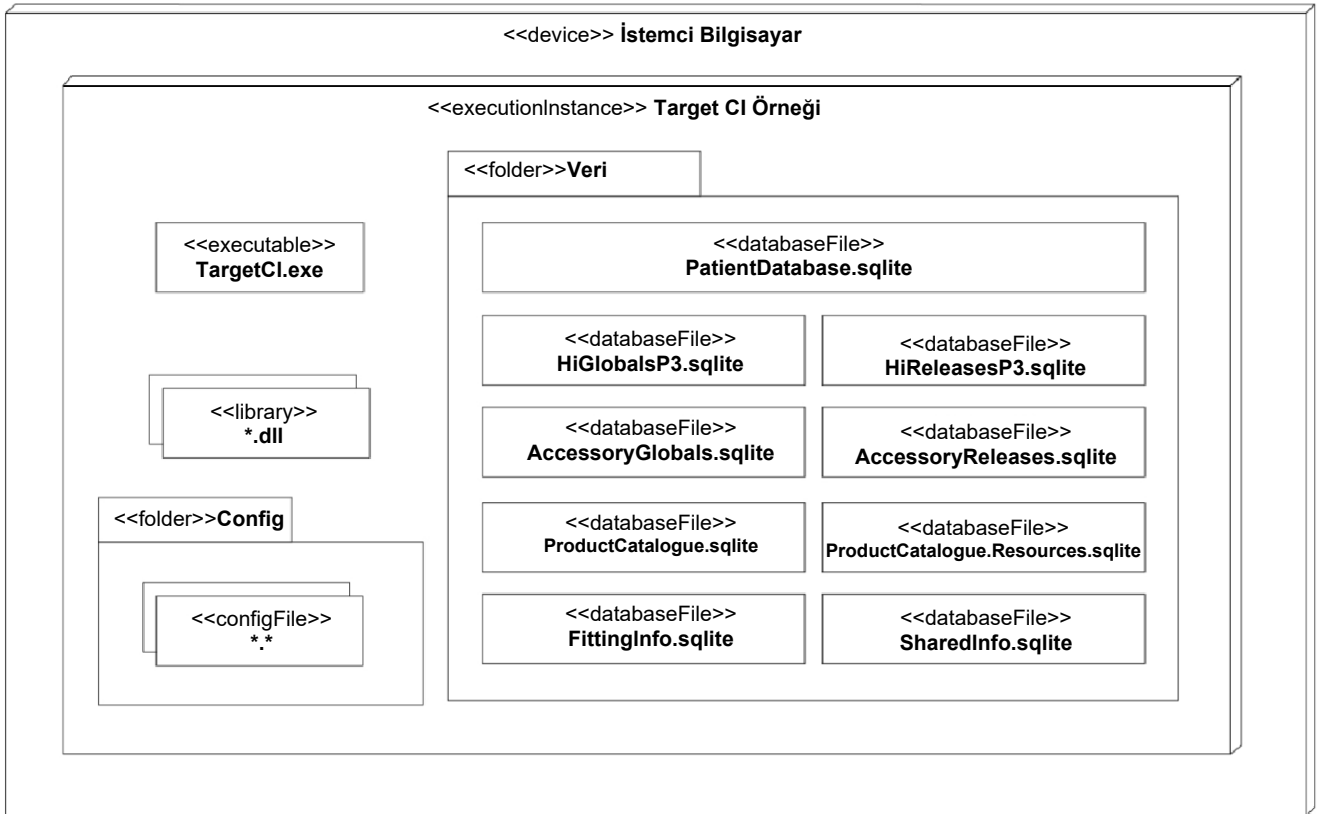 <<device>> İstemci Bilgisayar
<<executionInstance>> Target CI Örneği
<<folder>>Veri
<<executable>>
TargetCI.exe
<<library>>
*.dll
<<folder>>Config
<<configFile>>
*.*
<<databaseFile>>
PatientDatabase.sqlite
<<databaseFile>>
HiGlobalsP3.sqlite
<<databaseFile>>
HiReleasesP3.sqlite
<<databaseFile>>
AccessoryGlobals.sqlite
<<databaseFile>>
AccessoryReleases.sqlite
<<databaseFile>>
ProductCatalogue.sqlite
<<databaseFile>>
ProductCatalogue.Resources.sqlite
<<databaseFile>>
FittingInfo.sqlite
<<databaseFile>>
SharedInfo.sqlite